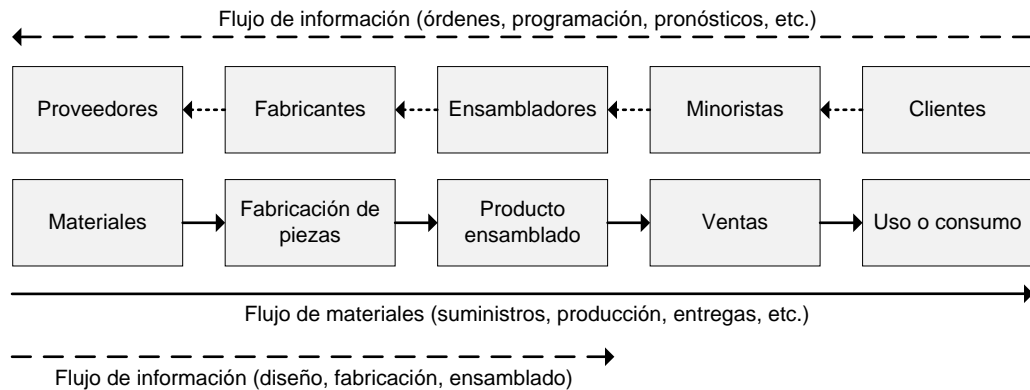 Flujo de información (órdenes, programación, pronósticos, etc.)
Proveedores
Fabricantes
Ensambladores
Minoristas
Clientes
Materiales
Fabricación de
piezas
Producto
ensamblado
Ventas
Uso o consumo
Flujo de materiales (suministros, producción, entregas, etc.)
Flujo de información (diseño, fabricación, ensamblado)